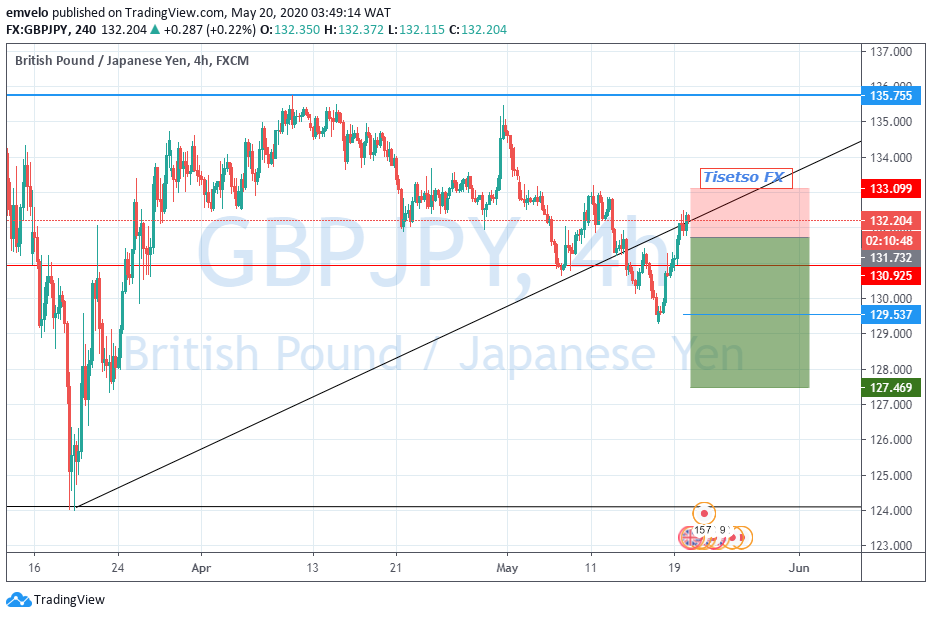 emvelo published on TradingView.com, May 20, 2020 03:49:14 WAT
FX:GBPJPY, 240 132.204 ▲ +0.287 (+0.22%) O:132.350 H:132.372 L:132.115 C:132.204
British Pound / Japanese Yen, 4h, FXCM
GBPJPY, 4h
British Pound / Japanese Yen
Tisetso FX
137.000
136.000
135.755
135.000
134.000
133.099
132.204
02:10:48
131.732
130.925
130.000
129.537
129.000
128.000
127.469
127.000
126.000
125.000
124.000
123.000
157 9
16 24 Apr 13 21 May 11 19 Jun
TradingView